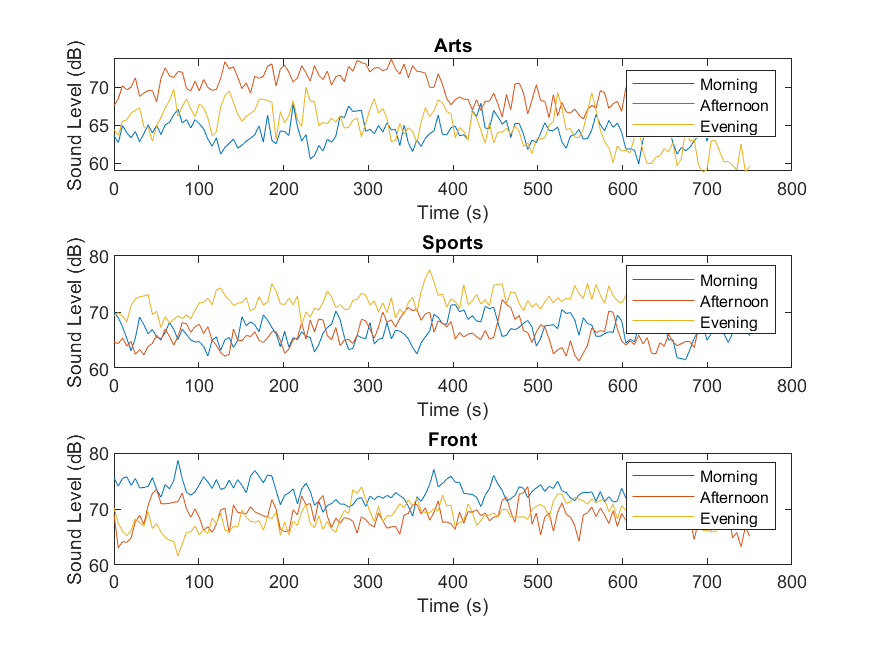 Arts
Sound Level (dB)
70
65
60
Morning
Afternoon
Evening
0 100 200 300 400 500 600 700 800
Time (s)
Sports
Sound Level (dB)
80
70
60
Morning
Afternoon
Evening
0 100 200 300 400 500 600 700 800
Time (s)
Front
Sound Level (dB)
80
70
60
Morning
Afternoon
Evening
0 100 200 300 400 500 600 700 800
Time (s)